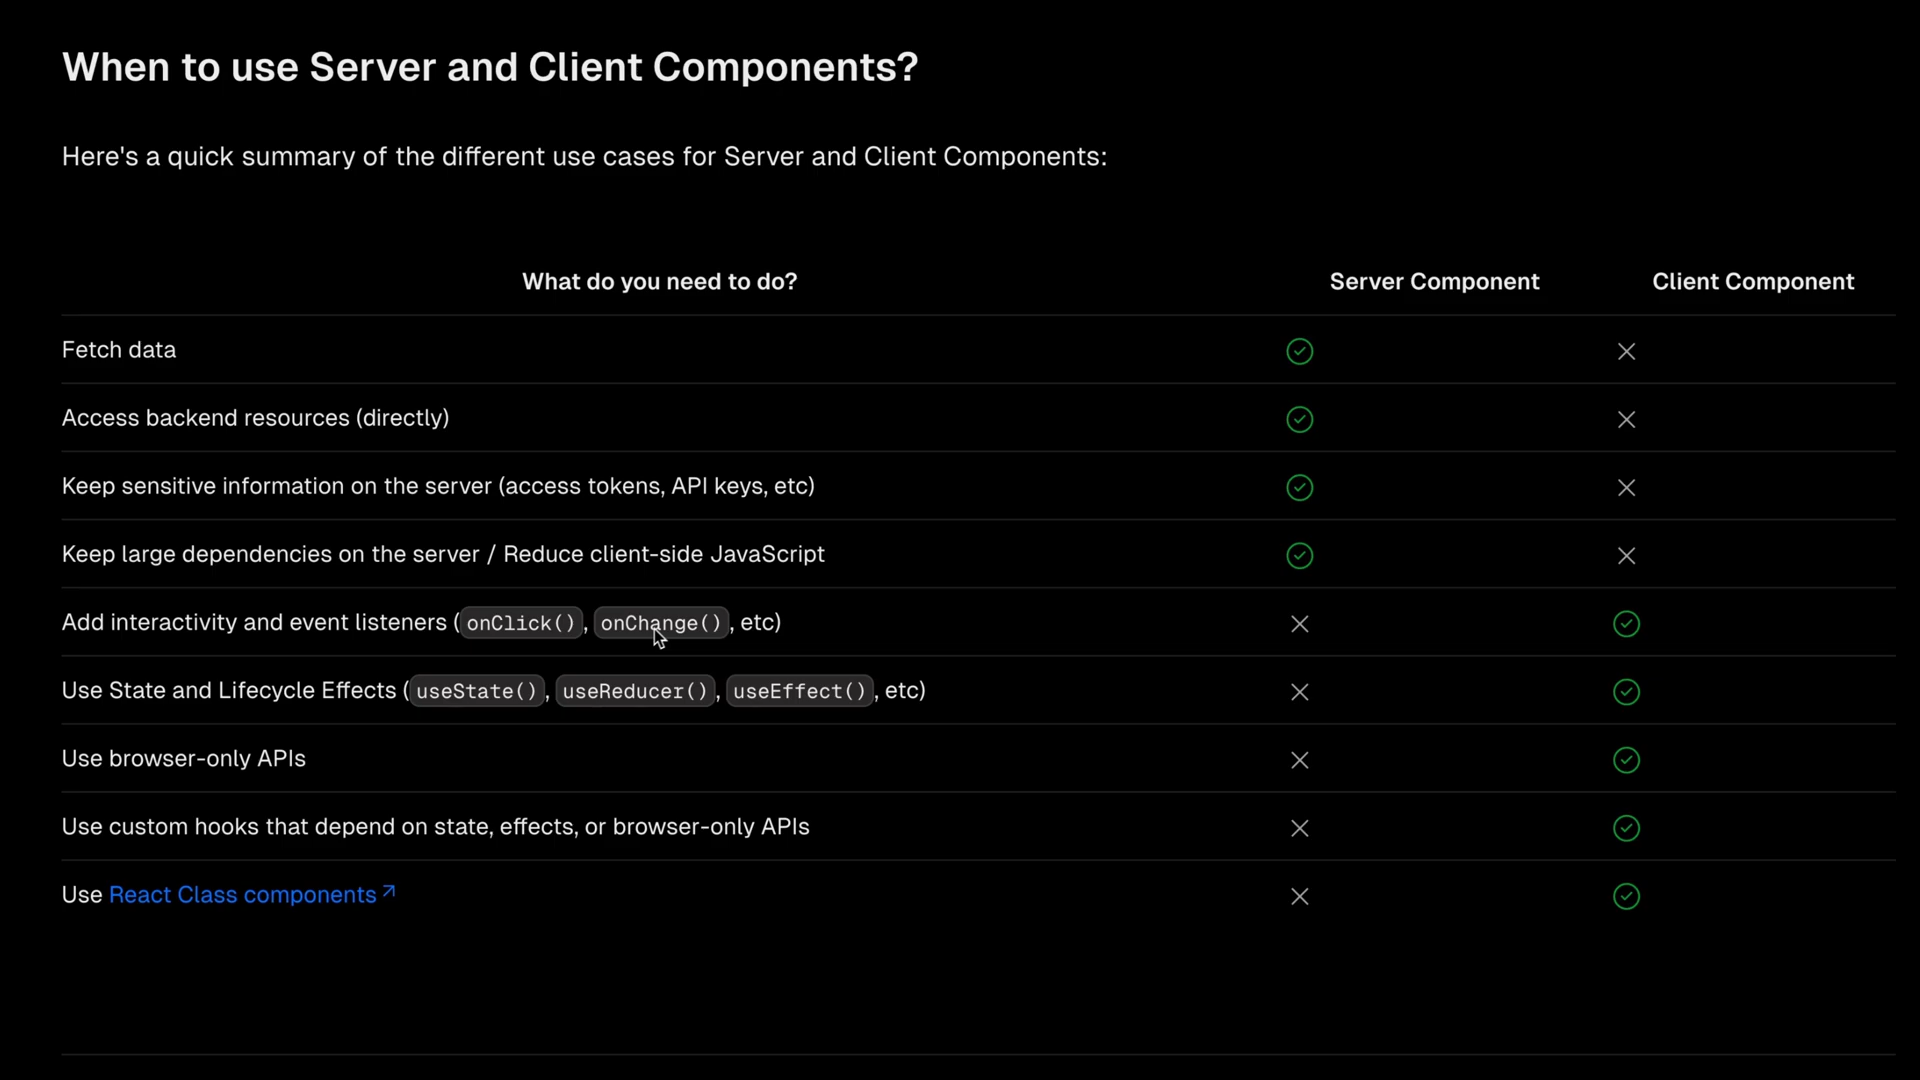 When to use Server and Client Components?
Here's a quick summary of the different use cases for Server and Client Components:
What do you need to do? Server Component Client Component
Fetch data
Access backend resources (directly)
Keep sensitive information on the server (access tokens, API keys, etc)
Keep large dependencies on the server / Reduce client-side JavaScript
Add interactivity and event listeners (onClick(), onChange(), etc)
Use State and Lifecycle Effects (useState(), useReducer(), useEffect(), etc)
Use browser-only APIs
Use custom hooks that depend on state, effects, or browser-only APIs
Use React Class components